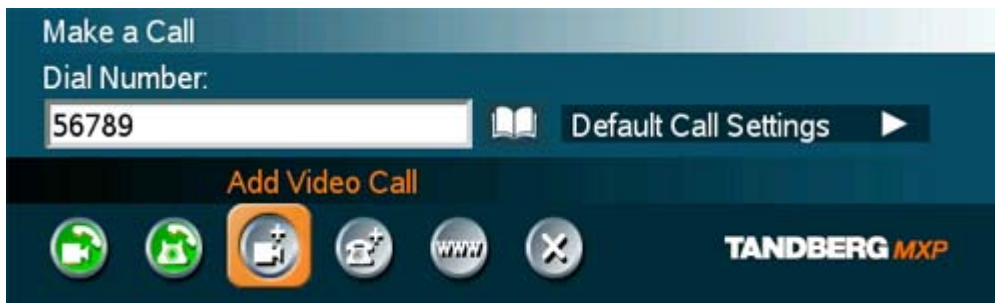 Make a Call
Dial Number:
56789
Default Call Settings
Add Video Call
www
TANDBERG MXP